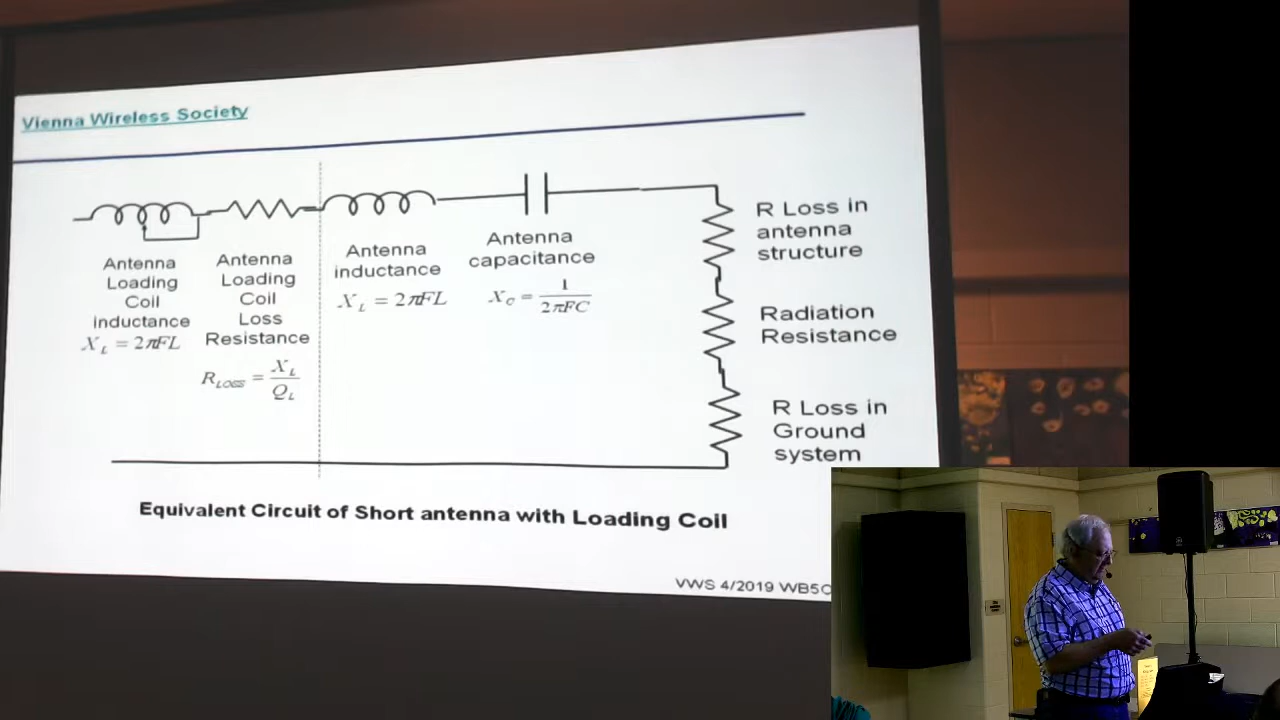 Vienna Wireless Society
Antenna
Loading
Coil
inductance
X_L = 2πFL
Antenna
Loading
Coil
Loss
Resistance
R_LOSS = X_L / Q_L
Antenna
inductance
X_L = 2πFL
Antenna
capacitance
X_C = 1 / 2πFC
R Loss in
antenna
structure
Radiation
Resistance
R Loss in
Ground
system
Equivalent Circuit of Short antenna with Loading Coil
VWS 4/2019